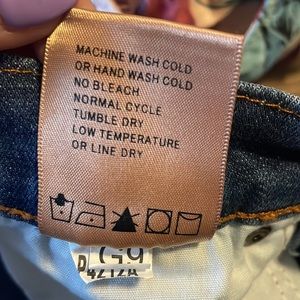 MACHINE WASH COLD
OR HAND WASH COLD
NO BLEACH
NORMAL CYCLE
TUMBLE DRY
LOW TEMPERATURE
OR LINE DRY